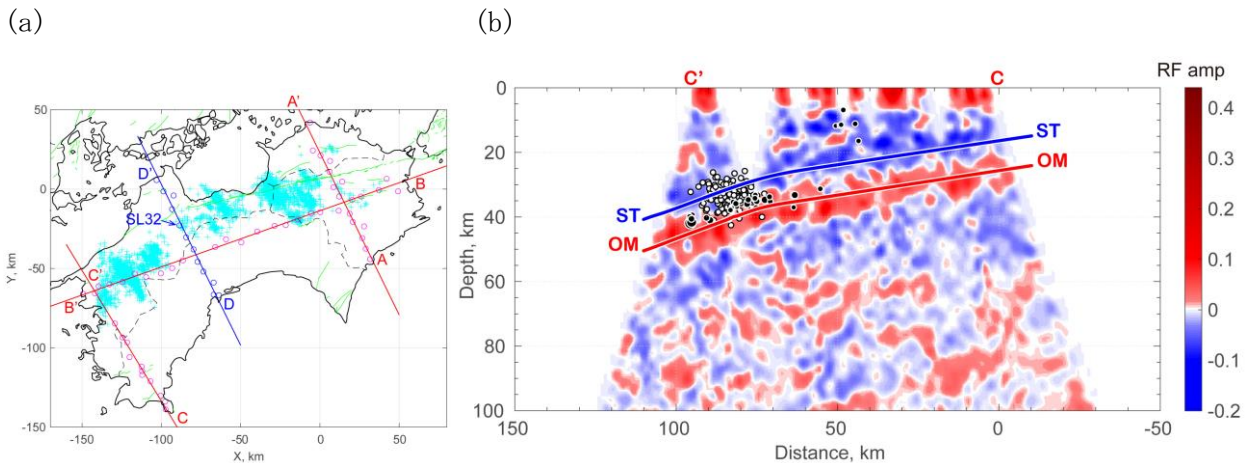 (a)
(b)
50
0
-50
-100
-150
Y, km
-150
-100
-50
0
50
X, km
A'
D'
B
SL32
C'
B'
A
D
C
C'
C
RF amp
0
20
40
60
80
100
Depth, km
ST
OM
ST
OM
150
100
50
0
-50
Distance, km
0.4
0.3
0.2
0.1
0
-0.1
-0.2